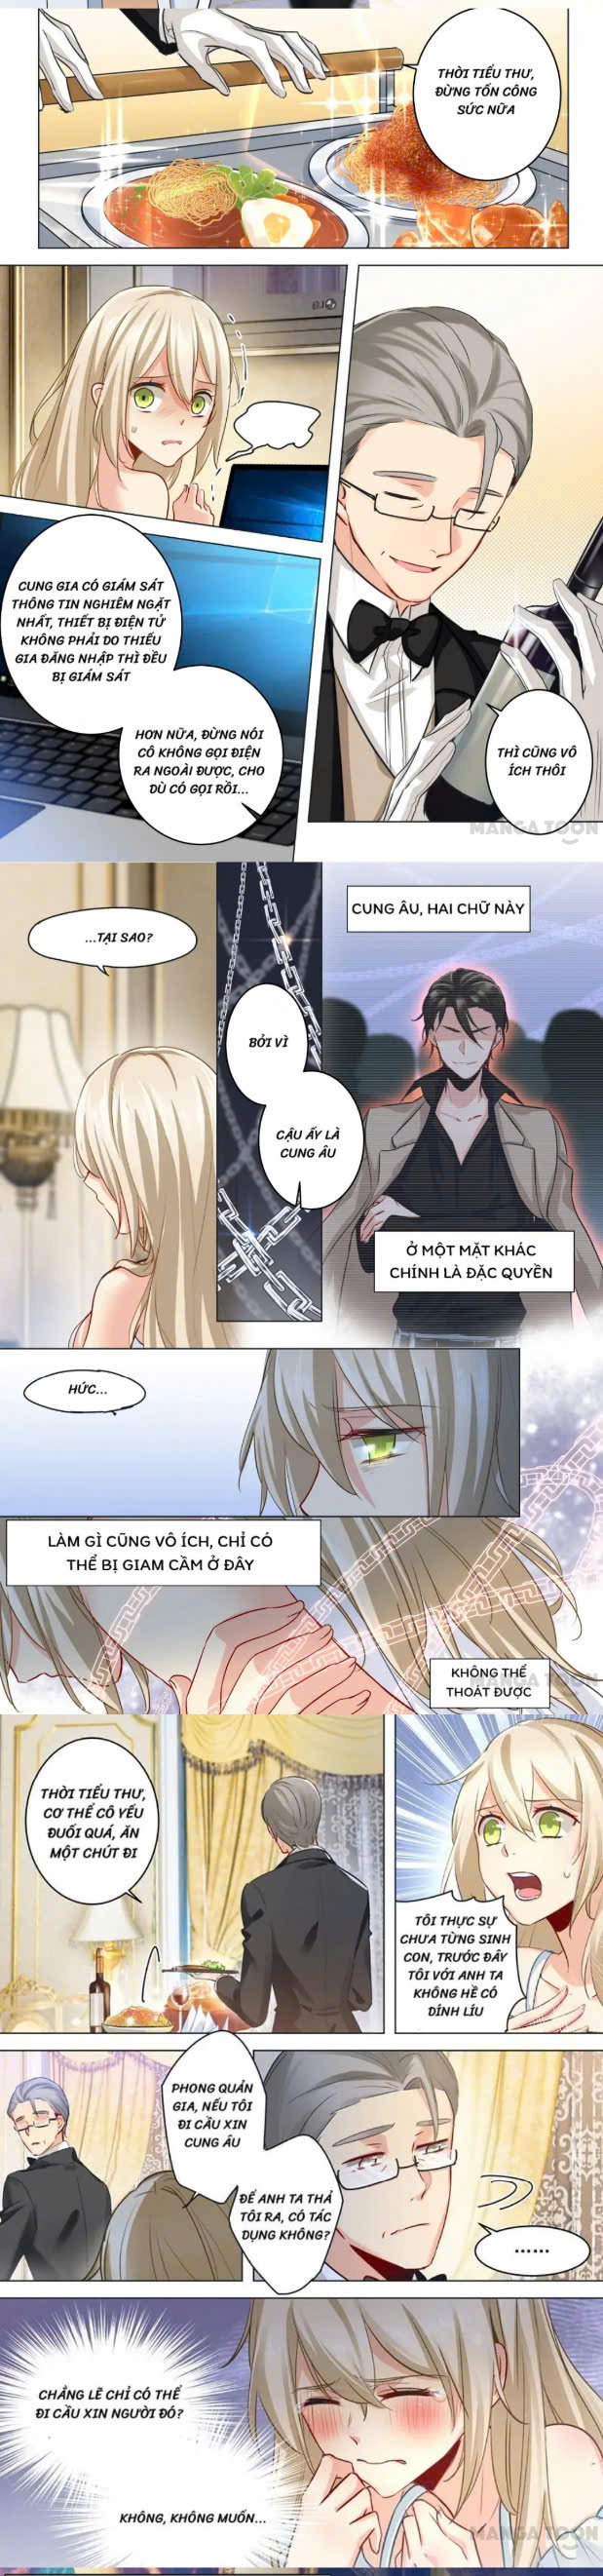 THỜI TIỂU THƯ,
ĐỪNG TỐN CÔNG
SỨC NỮA
CUNG GIA CÓ GIÁM SÁT
THÔNG TIN NGHIÊM NGẶT
NHẤT, THIẾT BỊ ĐIỆN TỬ
KHÔNG PHẢI DO THIẾU
GIA ĐĂNG NHẬP THÌ ĐỀU
BỊ GIÁM SÁT
HƠN NỮA, ĐỪNG NÓI
CÔ KHÔNG GỌI ĐIỆN
RA NGOÀI ĐƯỢC, CHO
DÙ CÓ GỌI RỒI...
THÌ CŨNG VÔ
ÍCH THÔI
MANGA TOON
...TẠI SAO?
CUNG ÂU, HAI CHỮ NÀY
BỞI VÌ
CẬU ẤY LÀ
CUNG ÂU
Ở MỘT MẶT KHÁC
CHÍNH LÀ ĐẶC QUYỀN
HỨC...
LÀM GÌ CŨNG VÔ ÍCH, CHỈ CÓ
THỂ BỊ GIAM CẦM Ở ĐÂY
KHÔNG THỂ
THOÁT ĐƯỢC
MANGA TOON
THỜI TIỂU THƯ,
CƠ THỂ CÔ YẾU
ĐUỐI QUÁ, ĂN
MỘT CHÚT ĐI
TÔI THỰC SỰ
CHƯA TỪNG SINH
CON, TRƯỚC ĐÂY
TÔI VỚI ANH TA
KHÔNG HỀ CÓ
DÍNH LÍU
PHONG QUẢN
GIA, NẾU TÔI
ĐI CẦU XIN
CUNG ÂU
ĐỂ ANH TA THẢ
TÔI RA, CÓ TÁC
DỤNG KHÔNG?
......
CHẲNG LẼ CHỈ CÓ THỂ
ĐI CẦU XIN NGƯỜI ĐÓ?
KHÔNG, KHÔNG MUỐN...
MANGA TOON